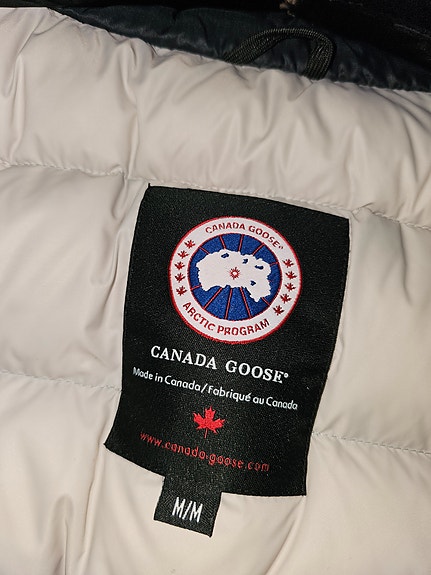 CANADA GOOSE®
ARCTIC PROGRAM
CANADA GOOSE®
Made in Canada/Fabriqué au Canada
www.canada-goose.com
M/M